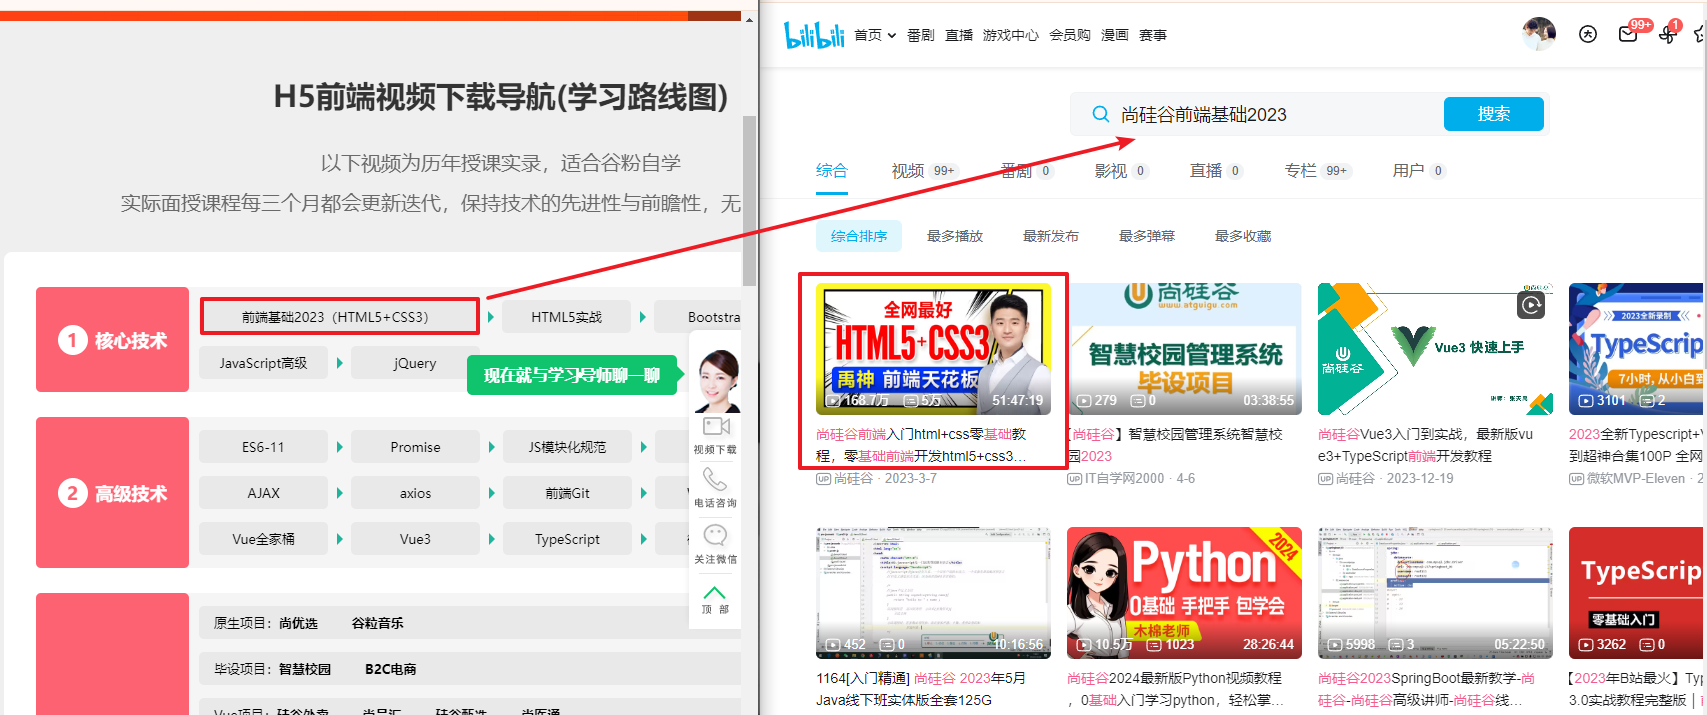 H5前端视频下载导航(学习路线图)
以下视频为历年授课实录，适合谷粉自学
实际面授课程每三个月都会更新迭代，保持技术的先进性与前瞻性，无
1 核心技术
前端基础2023（HTML5+CSS3）
HTML5实战
Bootstra
JavaScript高级
jQuery
现在就与学习导师聊一聊
视频下载
电话咨询
关注微信
顶 部
2 高级技术
ES6-11
Promise
JS模块化规范
AJAX
axios
前端Git
Vue全家桶
Vue3
TypeScript
原生项目：尚优选 谷粒音乐
毕设项目：智慧校园 B2C电商
bilibili 首页 番剧 直播 游戏中心 会员购 漫画 赛事
99+ 1
尚硅谷前端基础2023 搜索
综合 视频 99+ 番剧 0 影视 0 直播 0 专栏 99+ 用户 0
综合排序 最多播放 最新发布 最多弹幕 最多收藏
全网最好
HTML5+CSS3
禹神 前端天花板
168.7万 5万 51:47:19
尚硅谷前端入门html+css零基础教
程，零基础前端开发html5+css3...
UP 尚硅谷 · 2023-3-7
尚硅谷
www.atguigu.com
智慧校园管理系统
毕设项目
279 0 03:38:55
【尚硅谷】智慧校园管理系统智慧校
园2023
UP IT自学网2000 · 4-6
尚硅谷
Vue3 快速上手
尚硅谷Vue3入门到实战，最新版vu
e3+TypeScript前端开发教程
UP 尚硅谷 · 2023-12-19
2023全新录制
TypeScrip
7小时，从小白到
3101 2
2023全新Typescript+V
到超神合集100P 全网
UP 微软MVP-Eleven · 2
452 0 10:16:56
1164[入门精通] 尚硅谷 2023年5月
Java线下班实体版全套125G
2024
Python
0基础 手把手 包学会
木棉老师
10.5万 1023 28:26:44
尚硅谷2024最新版Python视频教程
，0基础入门学习python，轻松掌...
5998 3 05:22:50
尚硅谷2023SpringBoot最新教学-尚
硅谷-尚硅谷高级讲师-尚硅谷线...
TypeScrip
零基础入门
3262 0
【2023年B站最火】Typ
3.0实战教程完整版 |